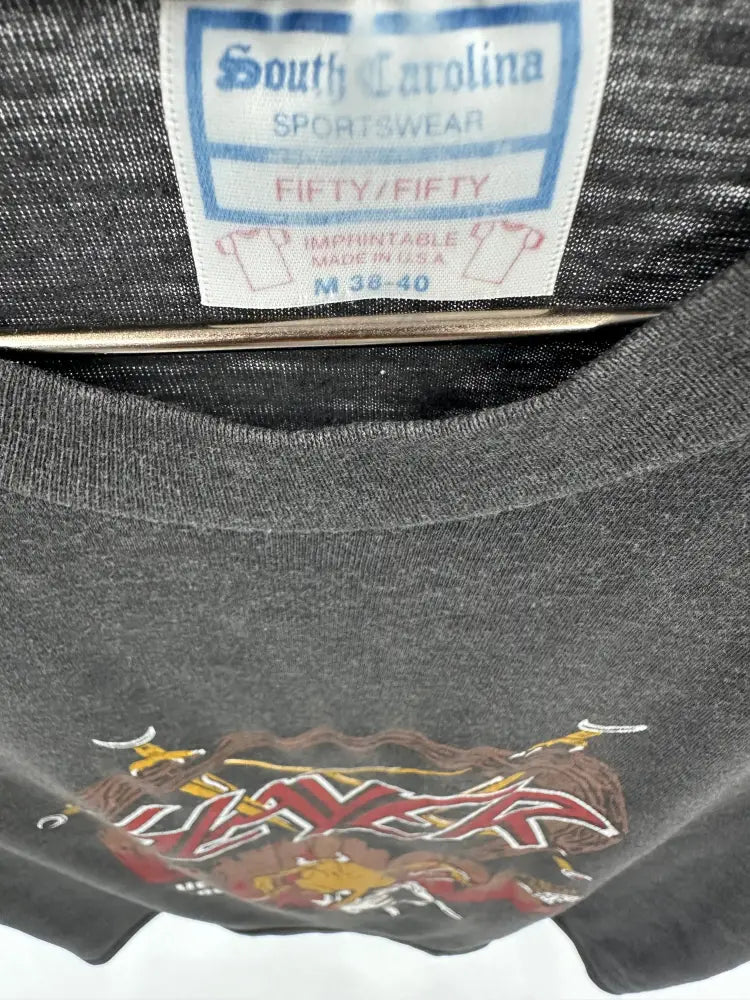 South Carolina
SPORTSWEAR
FIFTY/FIFTY
IMPRINTABLE
MADE IN U.S.A
M 38-40
SLAYER